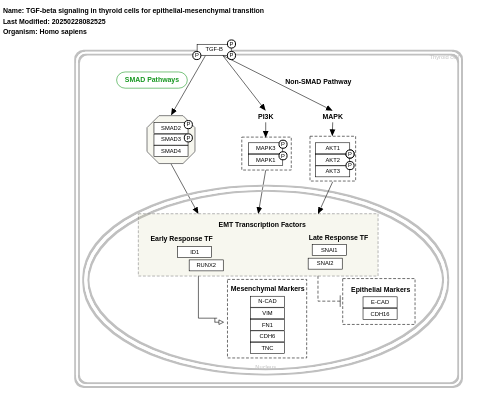 Name: TGF-beta signaling in thyroid cells for epithelial-mesenchymal transition
Last Modified: 20250228082525
Organism: Homo sapiens
P
TGF-B
P
P
SMAD Pathways
Non-SMAD Pathway
PI3K
MAPK
SMAD2
P
SMAD3
P
SMAD4
MAPK3
P
MAPK1
P
AKT1
AKT2
P
AKT3
P
EMT Transcription Factors
Early Response TF
Late Response TF
ID1
RUNX2
SNAI1
SNAI2
Mesenchymal Markers
N-CAD
VIM
FN1
CDH6
TNC
Epithelial Markers
E-CAD
CDH16
Nucleus